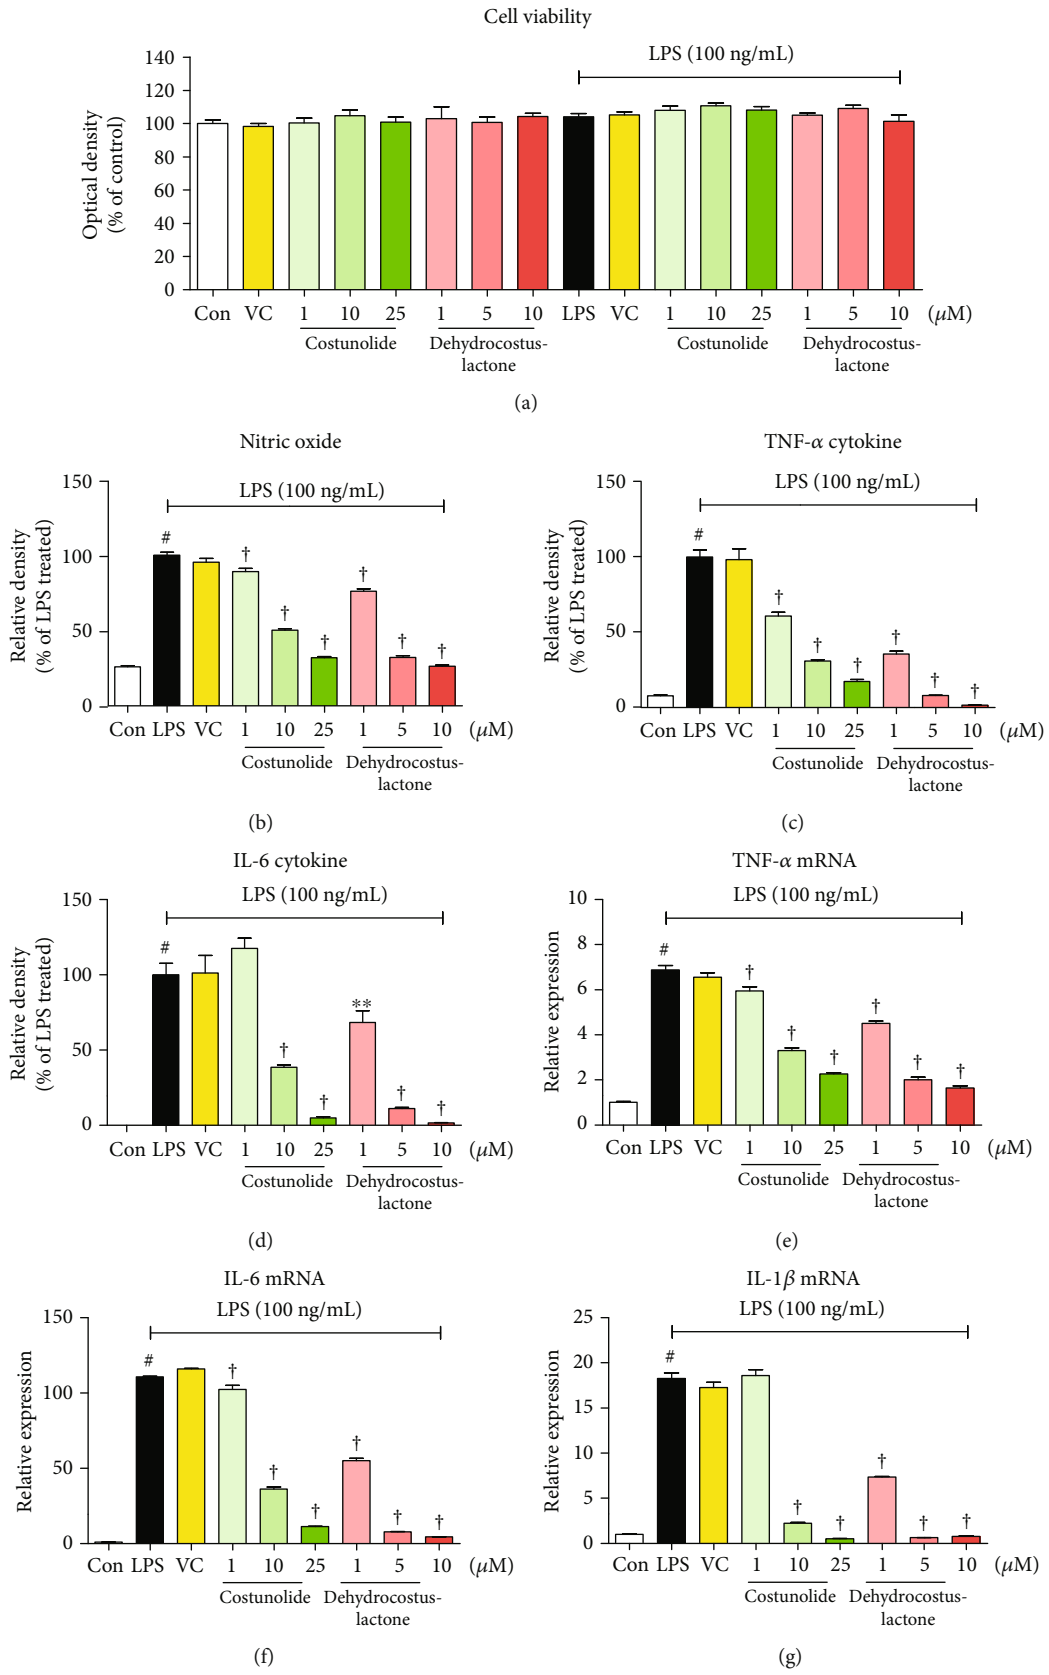 Cell viability
LPS (100 ng/mL)
Optical density
(% of control)
140
120
100
80
60
40
20
0
Con VC 1 10 25 1 5 10 LPS VC 1 10 25 1 5 10 (μM)
Costunolide Dehydrocostus- Costunolide Dehydrocostus-
lactone lactone
(a)
Nitric oxide
LPS (100 ng/mL)
Relative density
(% of LPS treated)
150
100
50
0
# † † † † † †
Con LPS VC 1 10 25 1 5 10 (μM)
Costunolide Dehydrocostus-
lactone
(b)
TNF-α cytokine
LPS (100 ng/mL)
Relative density
(% of LPS treated)
150
100
50
0
# † † † † † †
Con LPS VC 1 10 25 1 5 10 (μM)
Costunolide Dehydrocostus-
lactone
(c)
IL-6 cytokine
LPS (100 ng/mL)
Relative density
(% of LPS treated)
150
100
50
0
# † † ** † †
Con LPS VC 1 10 25 1 5 10 (μM)
Costunolide Dehydrocostus-
lactone
(d)
TNF-α mRNA
LPS (100 ng/mL)
Relative expression
10
8
6
4
2
0
# † † † † † †
Con LPS VC 1 10 25 1 5 10 (μM)
Costunolide Dehydrocostus-
lactone
(e)
IL-6 mRNA
LPS (100 ng/mL)
Relative expression
150
100
50
0
# † † † † † †
Con LPS VC 1 10 25 1 5 10 (μM)
Costunolide Dehydrocostus-
lactone
(f)
IL-1β mRNA
LPS (100 ng/mL)
Relative expression
25
20
15
10
5
0
# † † † † †
Con LPS VC 1 10 25 1 5 10 (μM)
Costunolide Dehydrocostus-
lactone
(g)